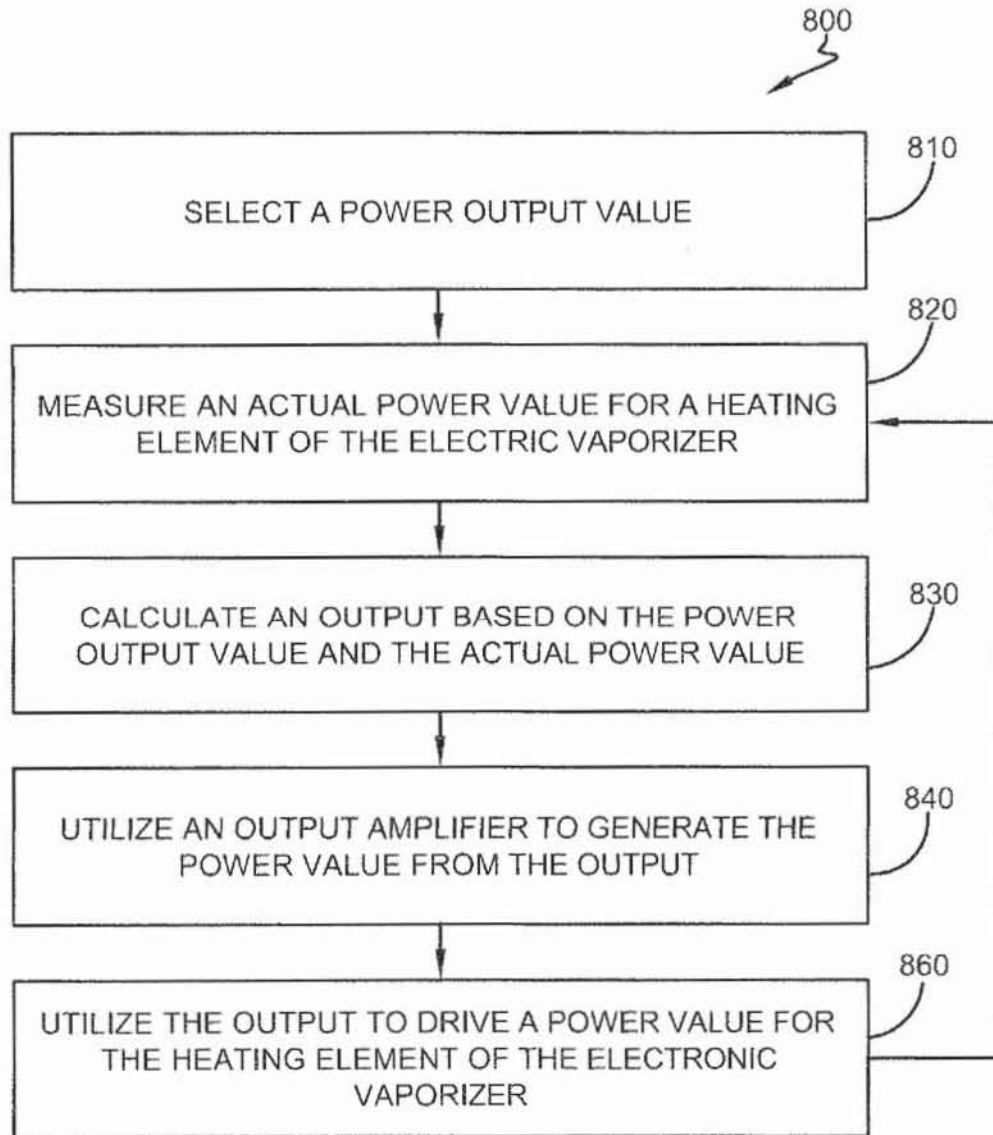 800
810
SELECT A POWER OUTPUT VALUE
820
MEASURE AN ACTUAL POWER VALUE FOR A HEATING
ELEMENT OF THE ELECTRIC VAPORIZER
830
CALCULATE AN OUTPUT BASED ON THE POWER
OUTPUT VALUE AND THE ACTUAL POWER VALUE
840
UTILIZE AN OUTPUT AMPLIFIER TO GENERATE THE
POWER VALUE FROM THE OUTPUT
860
UTILIZE THE OUTPUT TO DRIVE A POWER VALUE FOR
THE HEATING ELEMENT OF THE ELECTRONIC
VAPORIZER